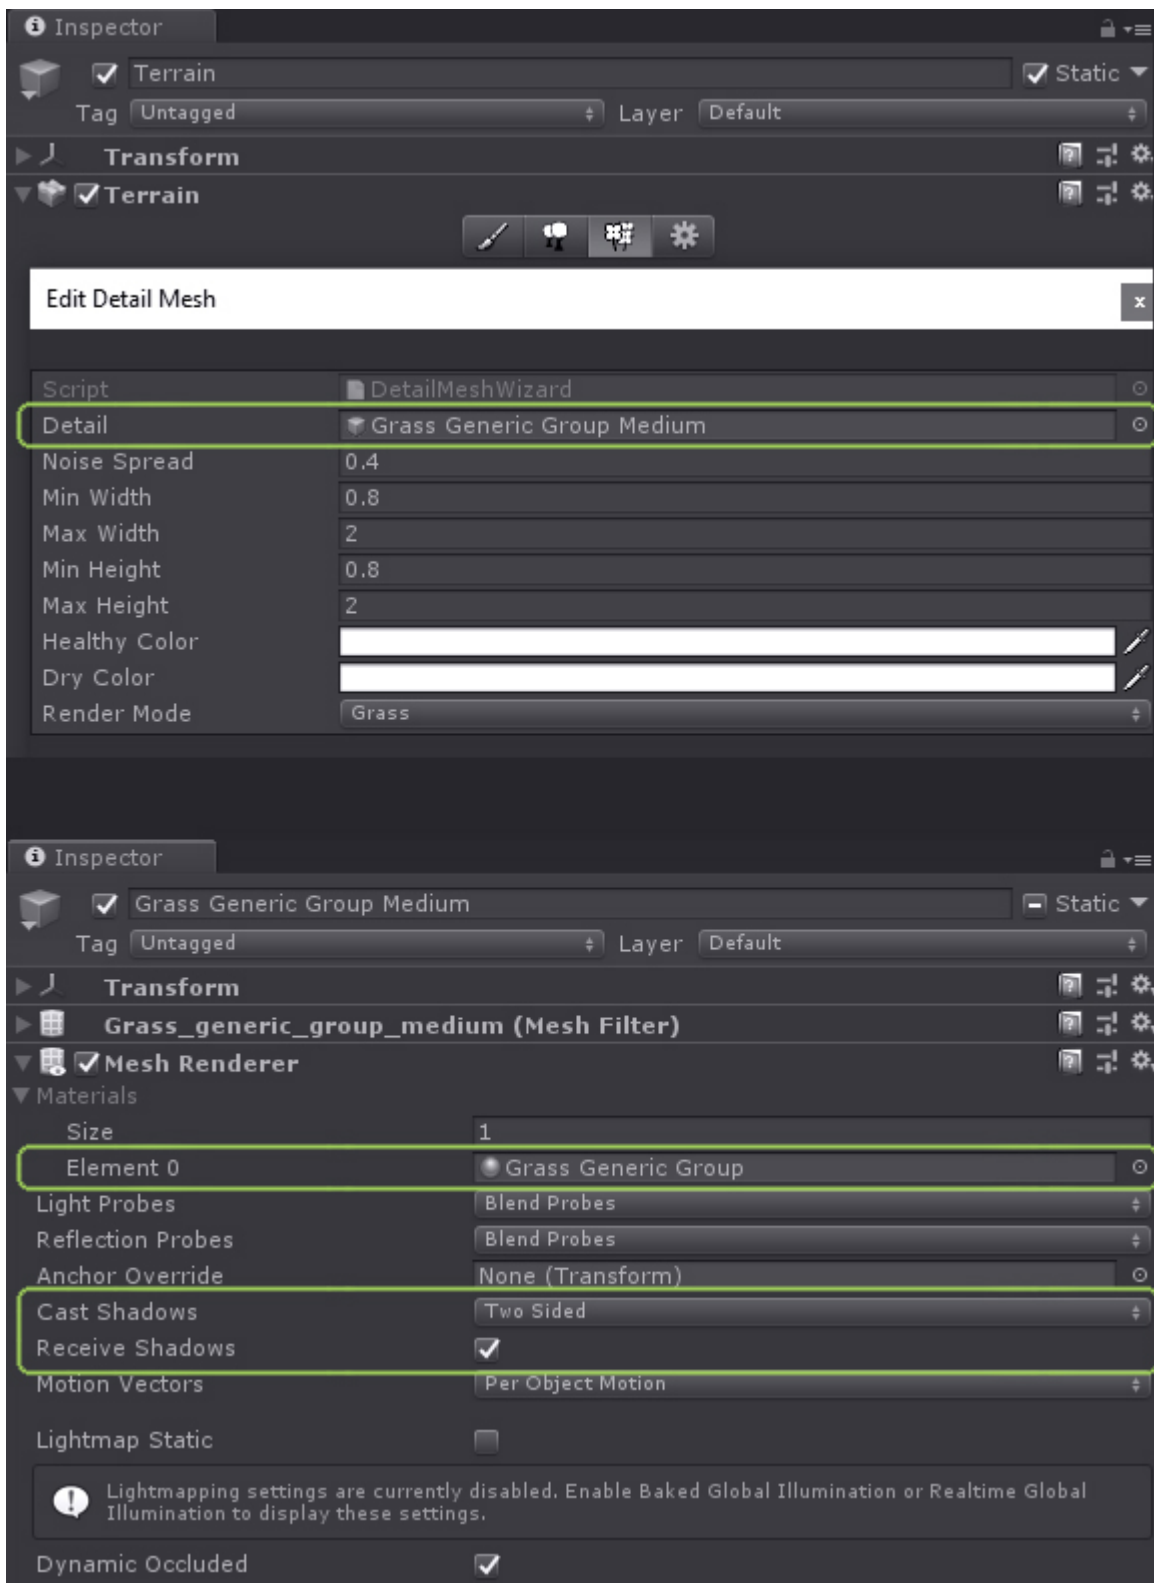 Inspector
Terrain Static
Tag Untagged Layer Default
Transform
Terrain
Edit Detail Mesh x
Script DetailMeshWizard
Detail Grass Generic Group Medium
Noise Spread 0.4
Min Width 0.8
Max Width 2
Min Height 0.8
Max Height 2
Healthy Color
Dry Color
Render Mode Grass
Inspector
Grass Generic Group Medium Static
Tag Untagged Layer Default
Transform
Grass_generic_group_medium (Mesh Filter)
Mesh Renderer
Materials
Size 1
Element 0 Grass Generic Group
Light Probes Blend Probes
Reflection Probes Blend Probes
Anchor Override None (Transform)
Cast Shadows Two Sided
Receive Shadows
Motion Vectors Per Object Motion
Lightmap Static
Lightmapping settings are currently disabled. Enable Baked Global Illumination or Realtime Global
Illumination to display these settings.
Dynamic Occluded